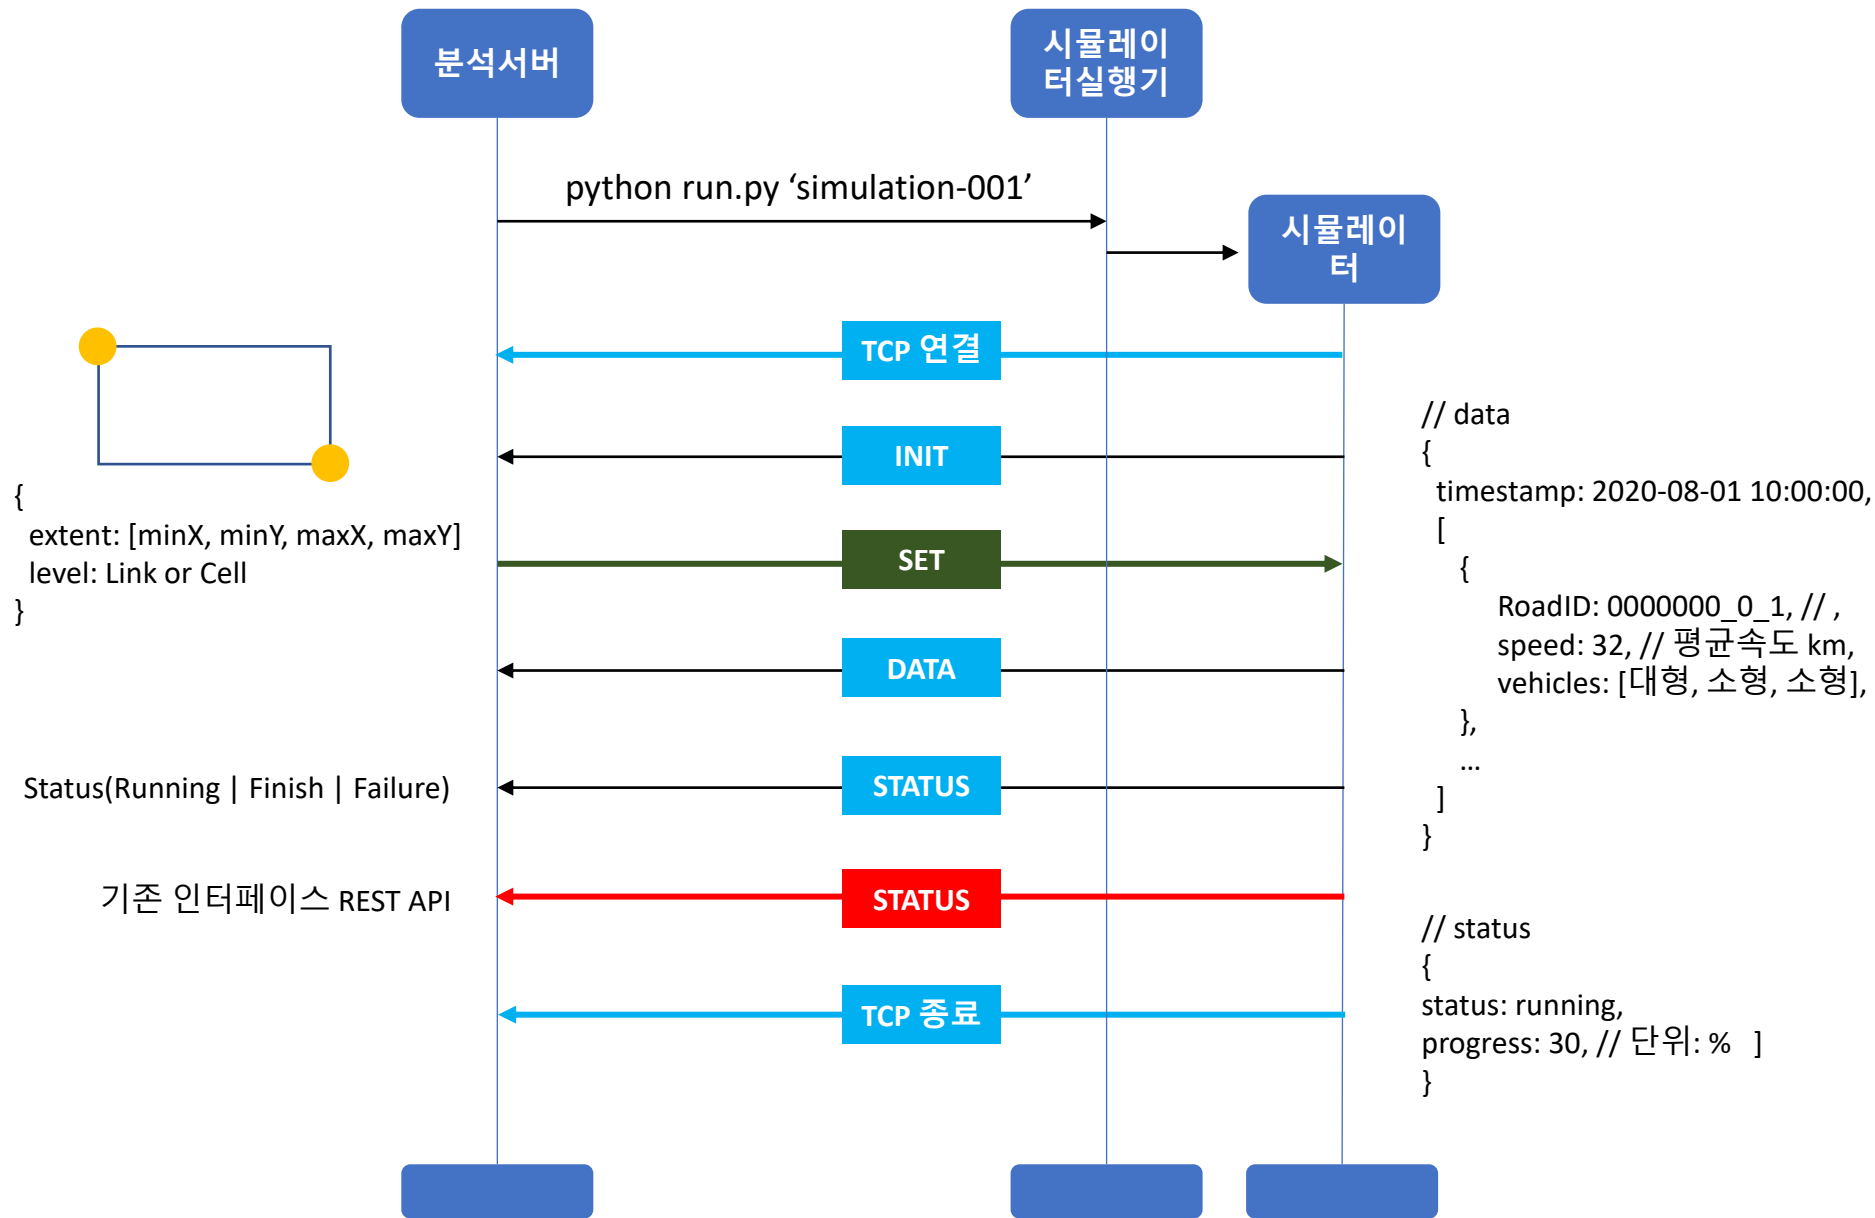 분석서버
시뮬레이
터실행기
python run.py ‘simulation-001’
시뮬레이
터
TCP 연결
INIT
SET
DATA
STATUS
STATUS
TCP 종료
{
extent: [minX, minY, maxX, maxY]
level: Link or Cell
}
Status(Running | Finish | Failure)
기존 인터페이스 REST API
// data
{
timestamp: 2020-08-01 10:00:00,
[
{
RoadID: 0000000_0_1, // ,
speed: 32, // 평균속도 km,
vehicles: [대형, 소형, 소형],
},
...
]
}
// status
{
status: running,
progress: 30, // 단위: % ]
}